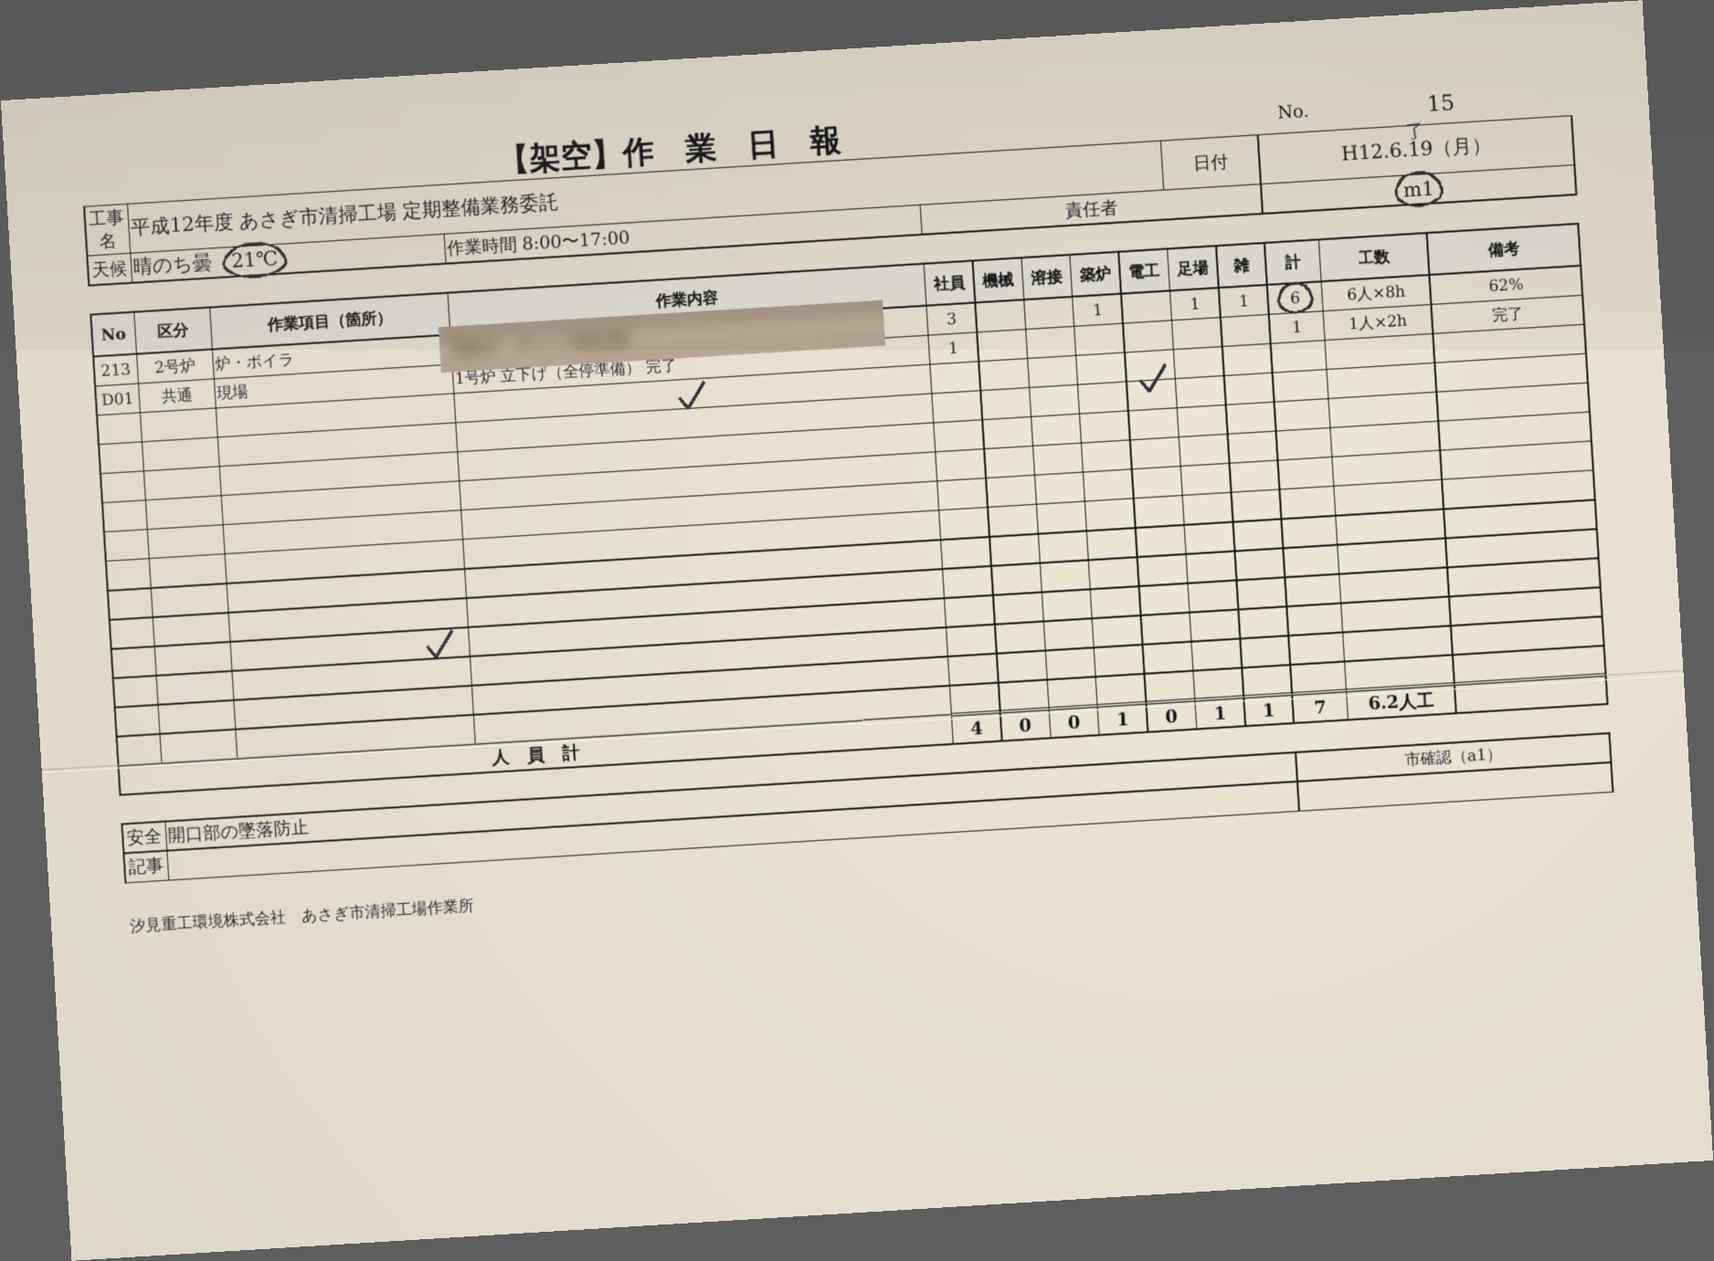 No. 15
【架空】作 業 日 報
了
工事名 平成12年度 あさぎ市清掃工場 定期整備業務委託 日付 H12.6.19（月）
天候 晴のち曇 21℃ 作業時間 8:00〜17:00 責任者 m1
No 区分 作業項目（箇所） 作業内容 社員 機械 溶接 築炉 電工 足場 雑 計 工数 備考
213 2号炉 炉・ボイラ 3 1 1 1 6 6人×8h 62%
D01 共通 現場 1号炉 立下げ（全停準備） 完了 1 1 1人×2h 完了
人 員 計 4 0 0 1 0 1 1 7 6.2人工
安全 開口部の墜落防止 市確認（a1）
記事
汐見重工環境株式会社 あさぎ市清掃工場作業所